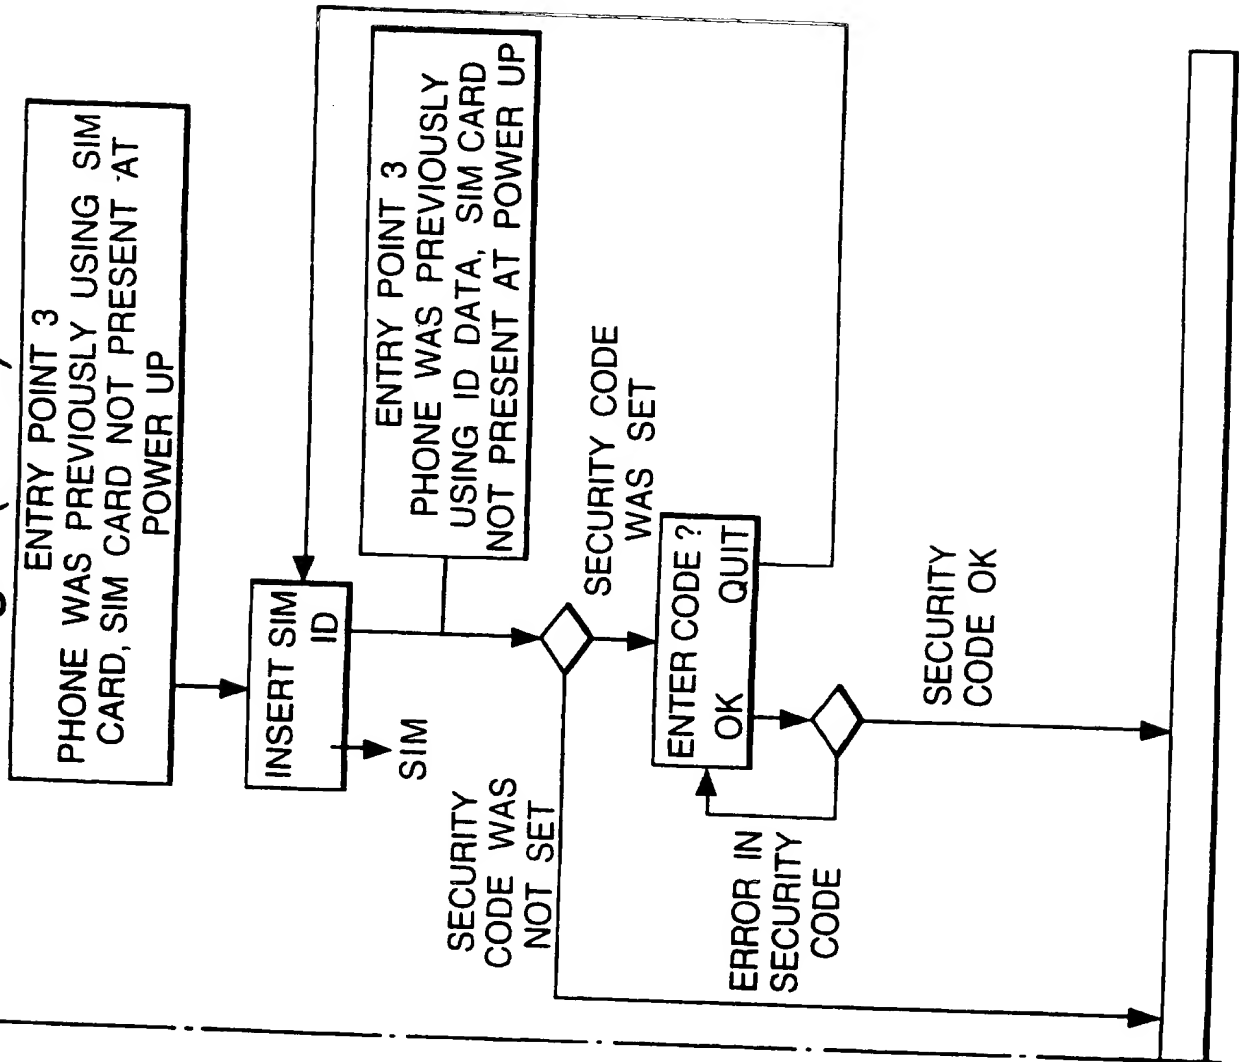 ENTRY POINT 3
PHONE WAS PREVIOUSLY USING SIM
CARD, SIM CARD NOT PRESENT AT
POWER UP
INSERT SIM
ID
SIM
ENTRY POINT 3
PHONE WAS PREVIOUSLY
USING ID DATA, SIM CARD
NOT PRESENT AT POWER UP
SECURITY
CODE WAS
NOT SET
SECURITY CODE
WAS SET
ENTER CODE ?
OK QUIT
ERROR IN
SECURITY
CODE
SECURITY
CODE OK